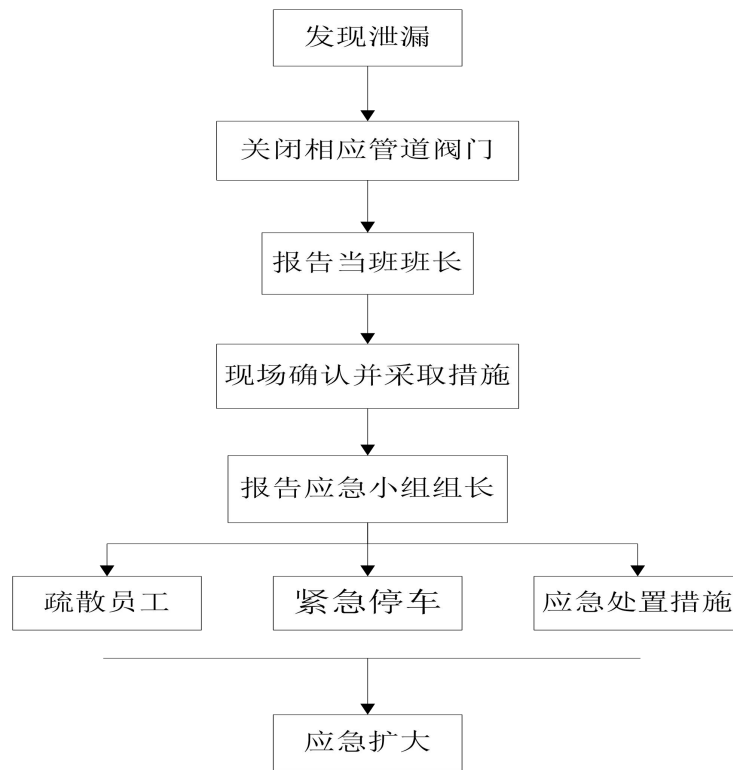 发现泄漏
关闭相应管道阀门
报告当班班长
现场确认并采取措施
报告应急小组组长
疏散员工
紧急停车
应急处置措施
应急扩大